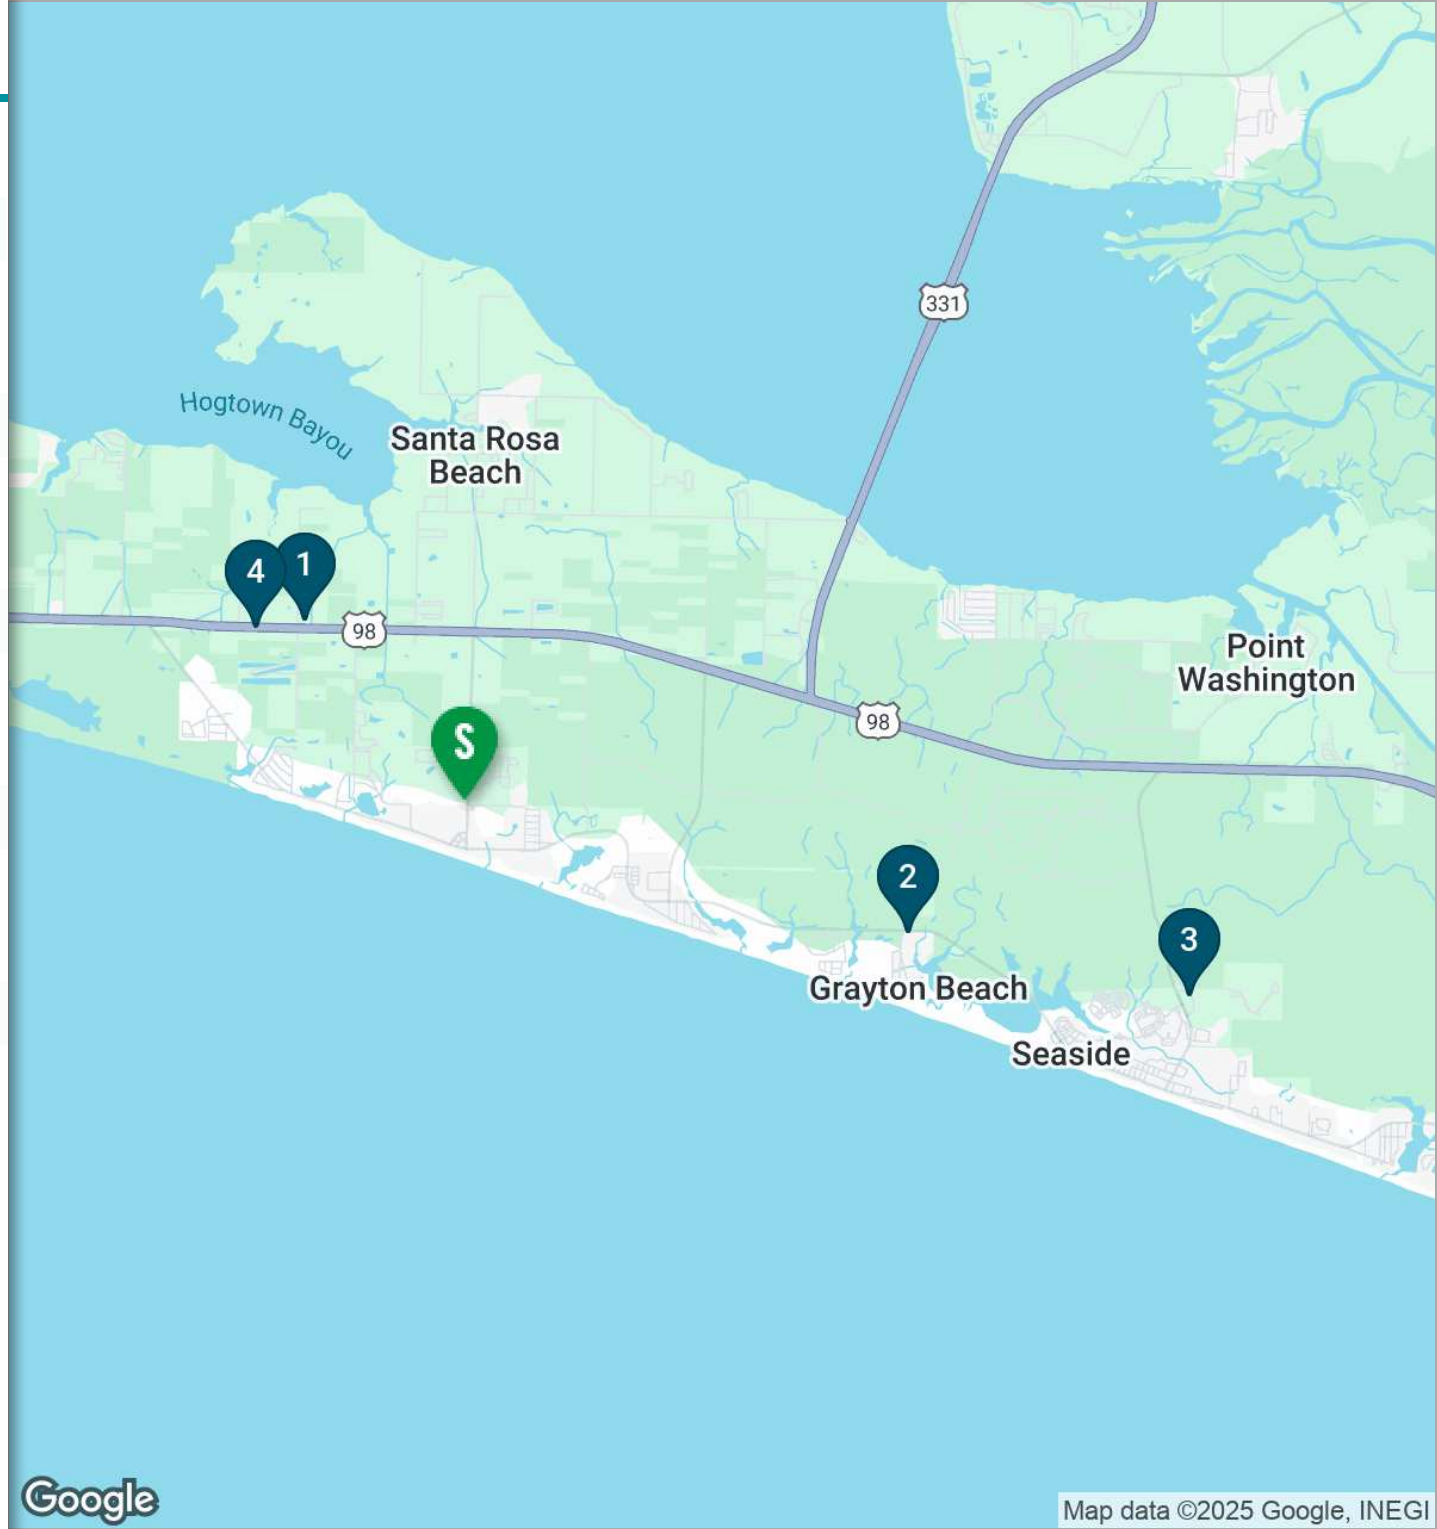 331
Hogtown Bayou
Santa Rosa
Beach
4
1
98
Point
Washington
98
S
2
3
Grayton Beach
Seaside
Google
Map data ©2025 Google, INEGI